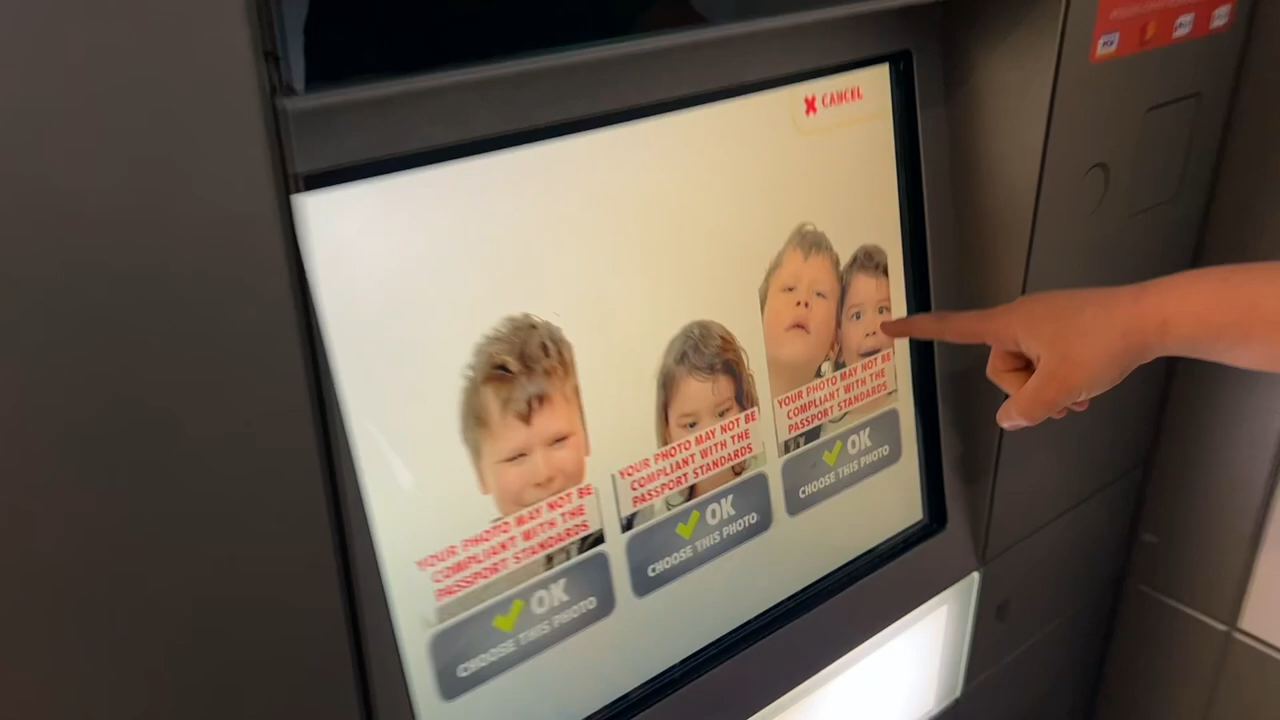 CANCEL
YOUR PHOTO MAY NOT BE
COMPLIANT WITH THE
PASSPORT STANDARDS
OK
CHOOSE THIS PHOTO
YOUR PHOTO MAY NOT BE
COMPLIANT WITH THE
PASSPORT STANDARDS
OK
CHOOSE THIS PHOTO
YOUR PHOTO MAY NOT BE
COMPLIANT WITH THE
PASSPORT STANDARDS
OK
CHOOSE THIS PHOTO